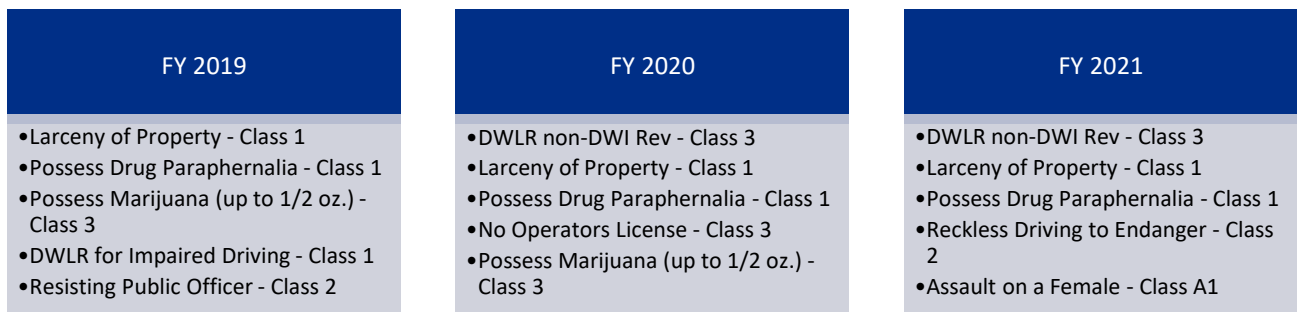 FY 2019
•Larceny of Property - Class 1
•Possess Drug Paraphernalia - Class 1
•Possess Marijuana (up to 1/2 oz.) -
Class 3
•DWLR for Impaired Driving - Class 1
•Resisting Public Officer - Class 2
FY 2020
•DWLR non-DWI Rev - Class 3
•Larceny of Property - Class 1
•Possess Drug Paraphernalia - Class 1
•No Operators License - Class 3
•Possess Marijuana (up to 1/2 oz.) -
Class 3
FY 2021
•DWLR non-DWI Rev - Class 3
•Larceny of Property - Class 1
•Possess Drug Paraphernalia - Class 1
•Reckless Driving to Endanger - Class
2
•Assault on a Female - Class A1